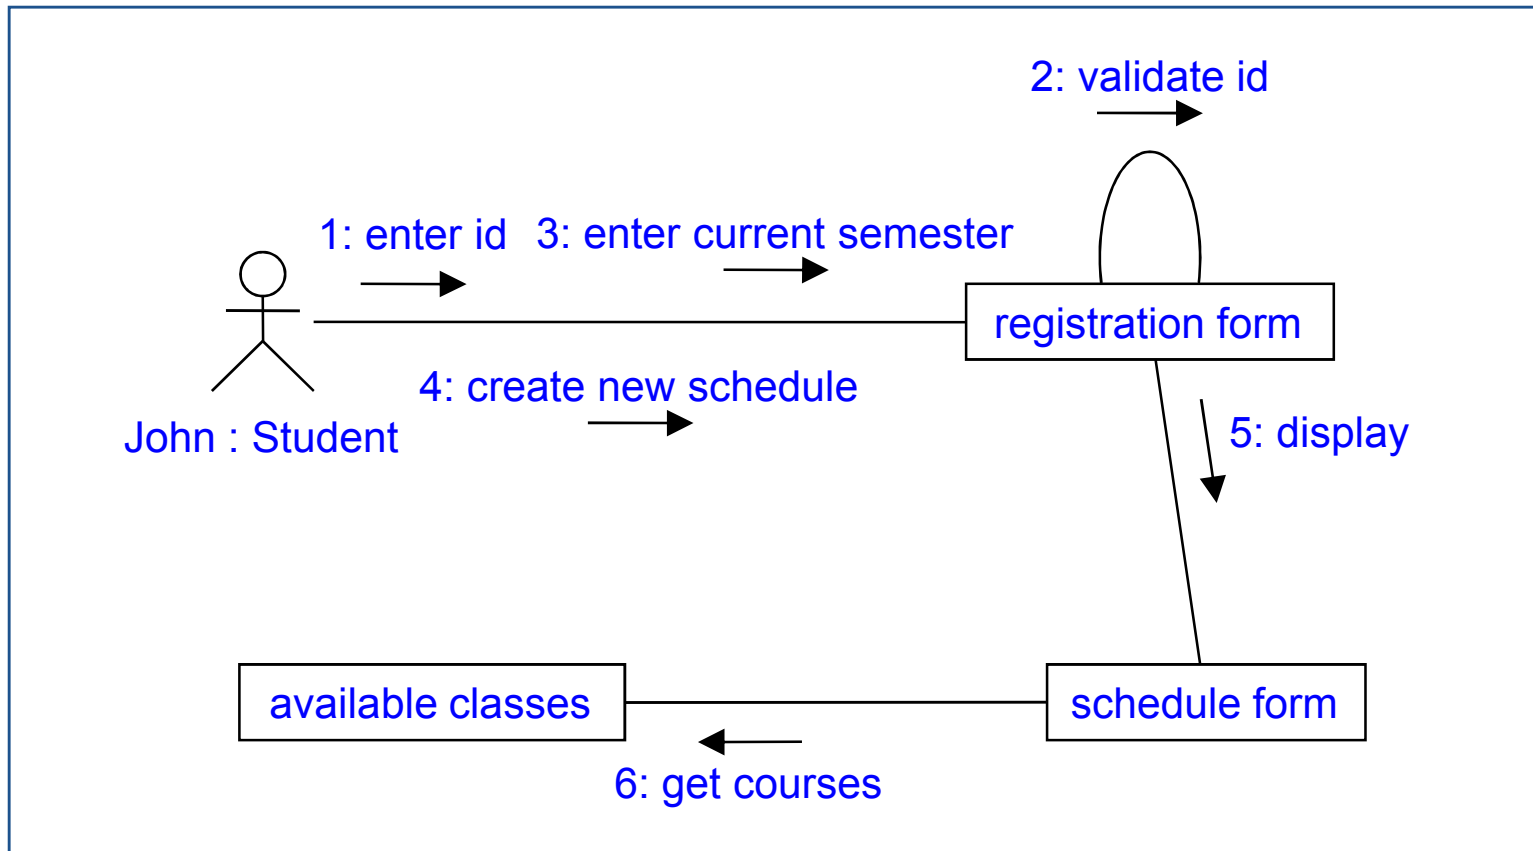 2: validate id
1: enter id
3: enter current semester
registration form
4: create new schedule
John : Student
5: display
available classes
schedule form
6: get courses